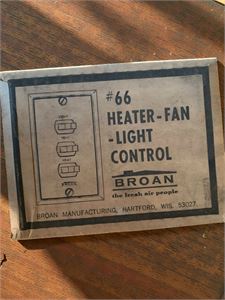 #66
HEATER-FAN
-LIGHT
CONTROL
BROAN
the fresh air people
BROAN MANUFACTURING, HARTFORD, WIS. 53027